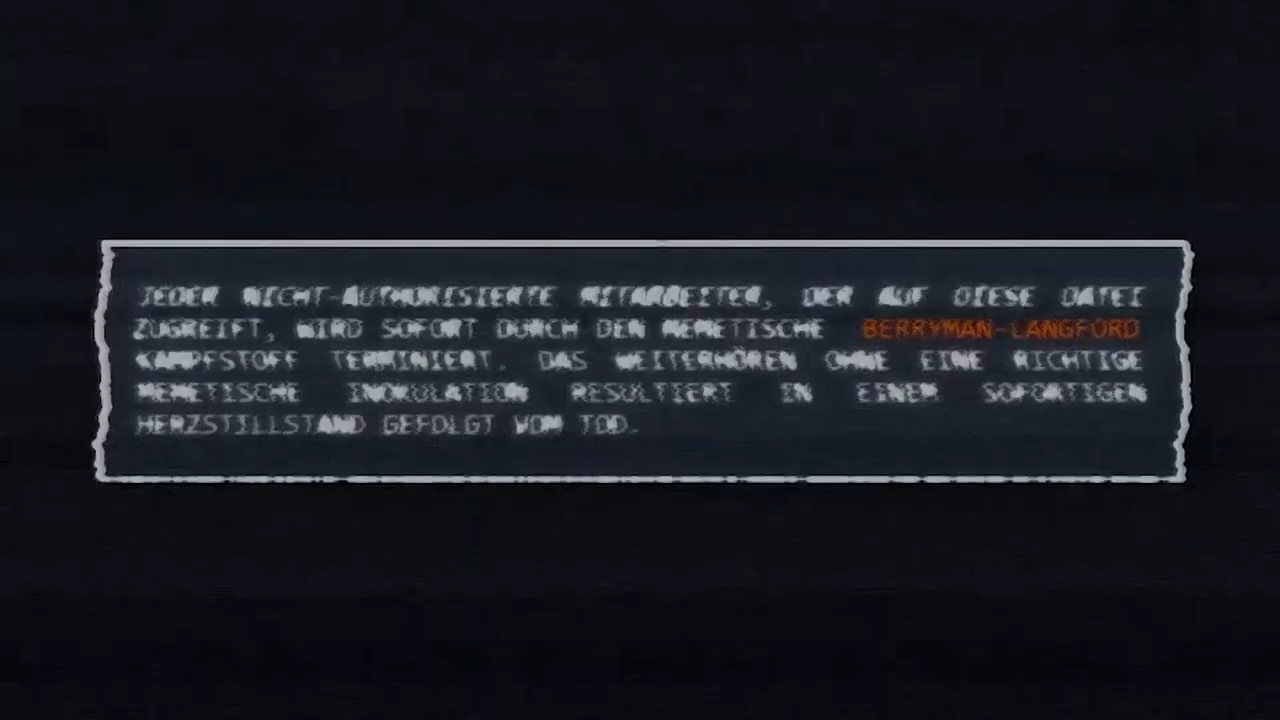 JEDER NICHT-AUTHORISIERTE MITARBEITER, DER AUF DIESE DATEI
ZUGREIFT, WIRD SOFORT DURCH DEN MEMETISCHE BERRYMAN-LANGFORD
KAMPFSTOFF TERMINIERT. DAS WEITERHÖREN OHNE EINE RICHTIGE
MEMETISCHE INOKULATION RESULTIERT IN EINEM SOFORTIGEN
HERZSTILLSTAND GEFOLGT VOM TOD.